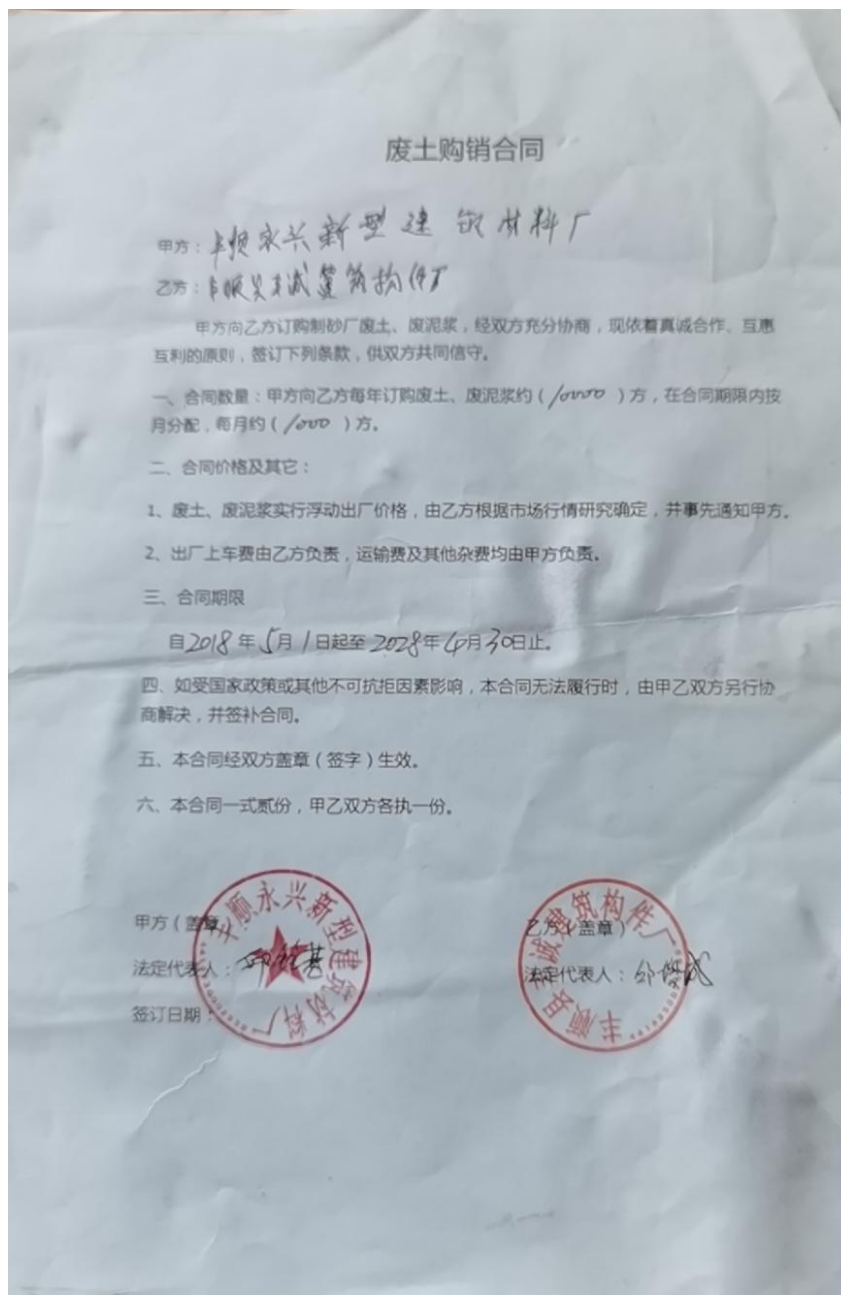 废土购销合同
甲方：丰顺永兴新型建筑材料厂
乙方：丰顺县丰诚建筑构件厂
甲方向乙方订购制砂厂废土、废泥浆，经双方充分协商，现依着真诚合作、互惠
互利的原则，签订下列条款，供双方共同信守。
一、合同数量：甲方向乙方每年订购废土、废泥浆约（10000）方，在合同期限内按
月分配，每月约（1000）方。
二、合同价格及其它：
1、废土、废泥浆实行浮动出厂价格，由乙方根据市场行情研究确定，并事先通知甲方。
2、出厂上车费由乙方负责，运输费及其他杂费均由甲方负责。
三、合同期限
自2018年5月1日起至2028年4月30日止。
四、如受国家政策或其他不可抗拒因素影响，本合同无法履行时，由甲乙双方另行协
商解决，并签补合同。
五、本合同经双方盖章（签字）生效。
六、本合同一式贰份，甲乙双方各执一份。
甲方（盖章
乙方（盖章）
法定代表人：
法定代表人：
签订日期：
丰顺永兴新型建筑材料厂
丰顺县丰诚建筑构件厂